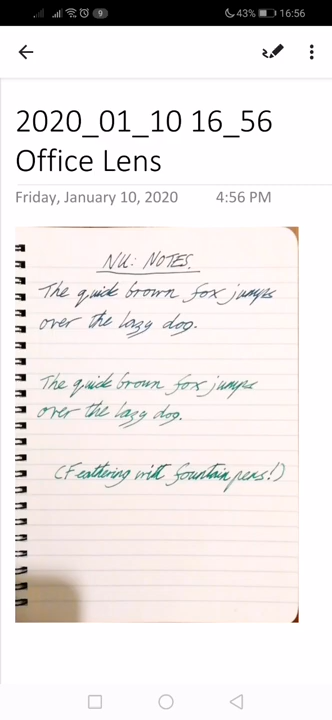 9 43% 16:56
2020_01_10 16_56
Office Lens
Friday, January 10, 2020 4:56 PM
NU: NOTES.
The quick brown fox jumps
over the lazy dog.
The quick brown fox jumps
over the lazy dog.
(Feathering with fountain pens!)